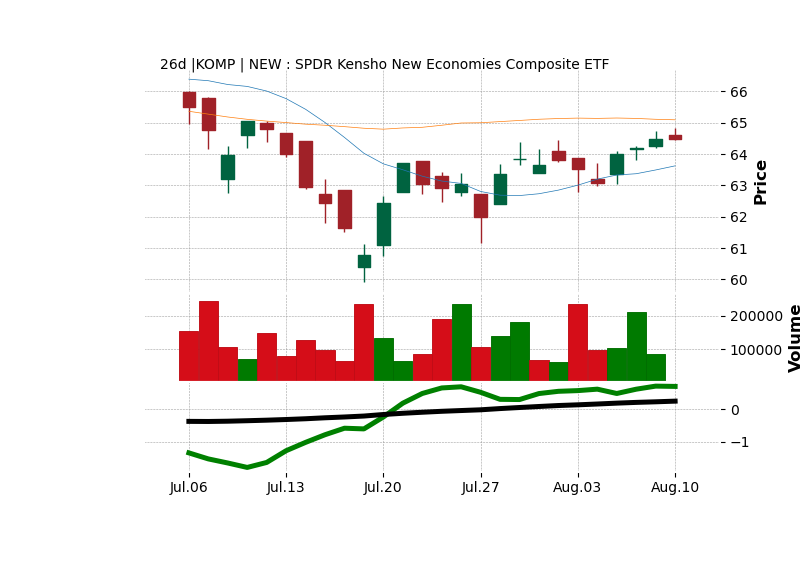 26d |KOMP | NEW : SPDR Kensho New Economies Composite ETF
66
65
64
63
62
61
60
Price
200000
100000
Volume
0
−1
Jul.06 Jul.13 Jul.20 Jul.27 Aug.03 Aug.10